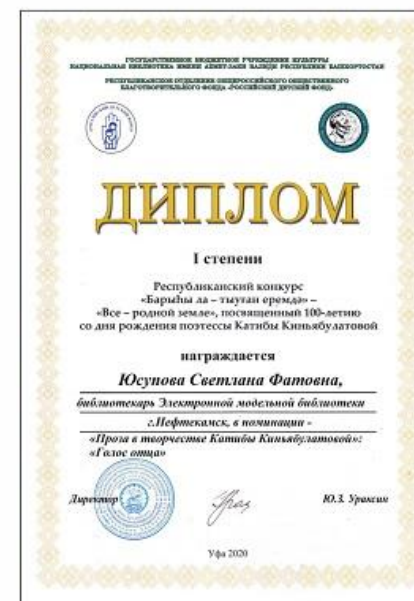 ГОСУДАРСТВЕННОЕ БЮДЖЕТНОЕ УЧРЕЖДЕНИЕ КУЛЬТУРЫ
НАЦИОНАЛЬНАЯ БИБЛИОТЕКА ИМЕНИ АХМЕТ-ЗАКИ ВАЛИДИ РЕСПУБЛИКИ БАШКОРТОСТАН
РЕСПУБЛИКАНСКОЕ ОТДЕЛЕНИЕ ОБЩЕРОССИЙСКОГО ОБЩЕСТВЕННОГО
БЛАГОТВОРИТЕЛЬНОГО ФОНДА «РОССИЙСКИЙ ДЕТСКИЙ ФОНД»
ДИПЛОМ
I степени
Республиканский конкурс
«Барыһы ла – тыуған еремдә» –
«Все – родной земле», посвященный 100-летию
со дня рождения поэтессы Катибы Киньябулатовой
награждается
Юсупова Светлана Фатовна,
библиотекарь Электронной модельной библиотеки
г.Нефтекамск, в номинации -
«Проза в творчестве Катибы Киньябулатовой»:
«Голос отца»
Директор Ю.З. Ураксин
Уфа 2020